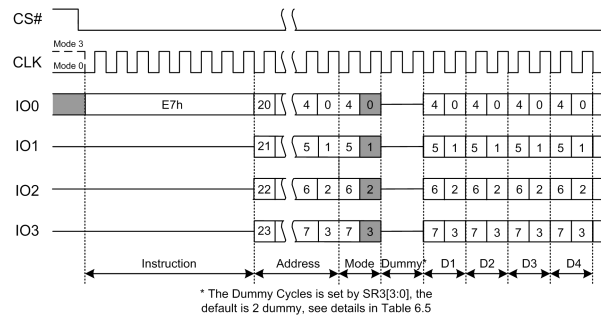 CS#
Mode 3
CLK Mode 0
IO0 E7h 20 4 0 4 0 4 0 4 0 4 0 4 0
IO1 21 5 1 5 1 5 1 5 1 5 1 5 1
IO2 22 6 2 6 2 6 2 6 2 6 2 6 2
IO3 23 7 3 7 3 7 3 7 3 7 3 7 3
Instruction Address Mode Dummy* D1 D2 D3 D4
* The Dummy Cycles is set by SR3[3:0], the
default is 2 dummy, see details in Table 6.5